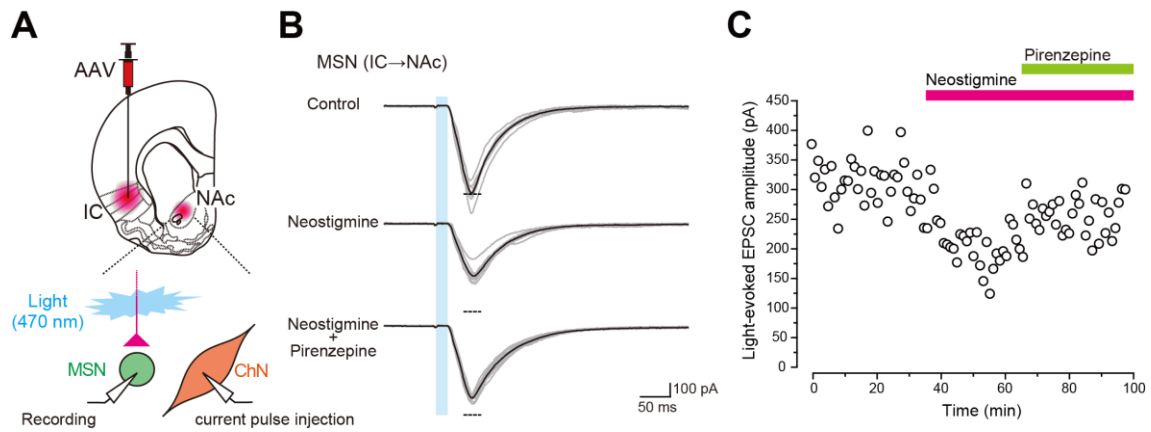 A
AAV
IC
NAc
Light
(470 nm)
MSN
ChN
Recording
current pulse injection
B
MSN (IC→NAc)
Control
Neostigmine
Neostigmine
+
Pirenzepine
100 pA
50 ms
C
Pirenzepine
Neostigmine
Light-evoked EPSC amplitude (pA)
450
400
350
300
250
200
150
100
50
0
0 20 40 60 80 100
Time (min)